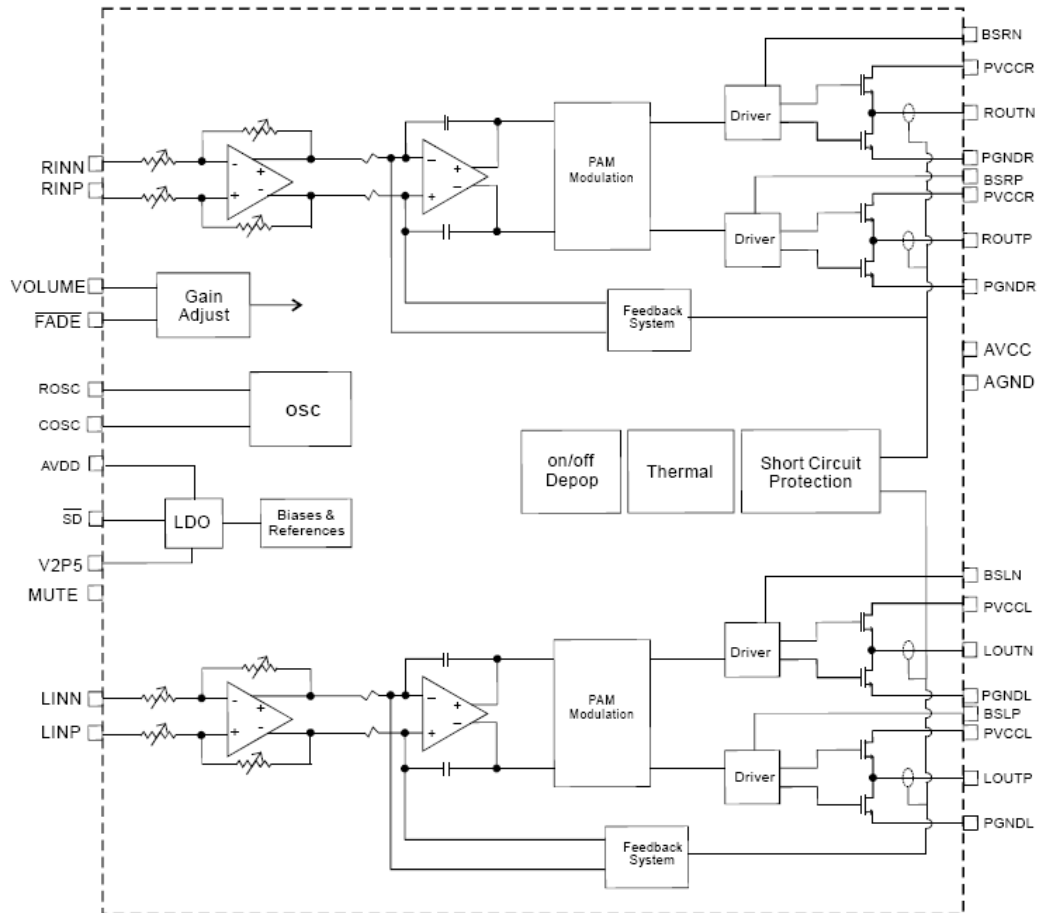 BSRN
PVCCR
Driver
ROUTN
PAM
Modulation
RINN
RINP
- + + -
− + + −
PGNDR
BSRP
PVCCR
Driver
ROUTP
VOLUME
FADE
Gain
Adjust
PGNDR
Feedback
System
AVCC
AGND
ROSC
COSC
OSC
AVDD
SD
V2P5
MUTE
LDO
Biases &
References
on/off
Depop
Thermal
Short Circuit
Protection
BSLN
PVCCL
Driver
LOUTN
PAM
Modulation
LINN
LINP
- + - +
− + − +
PGNDL
BSLP
PVCCL
Driver
LOUTP
PGNDL
Feedback
System